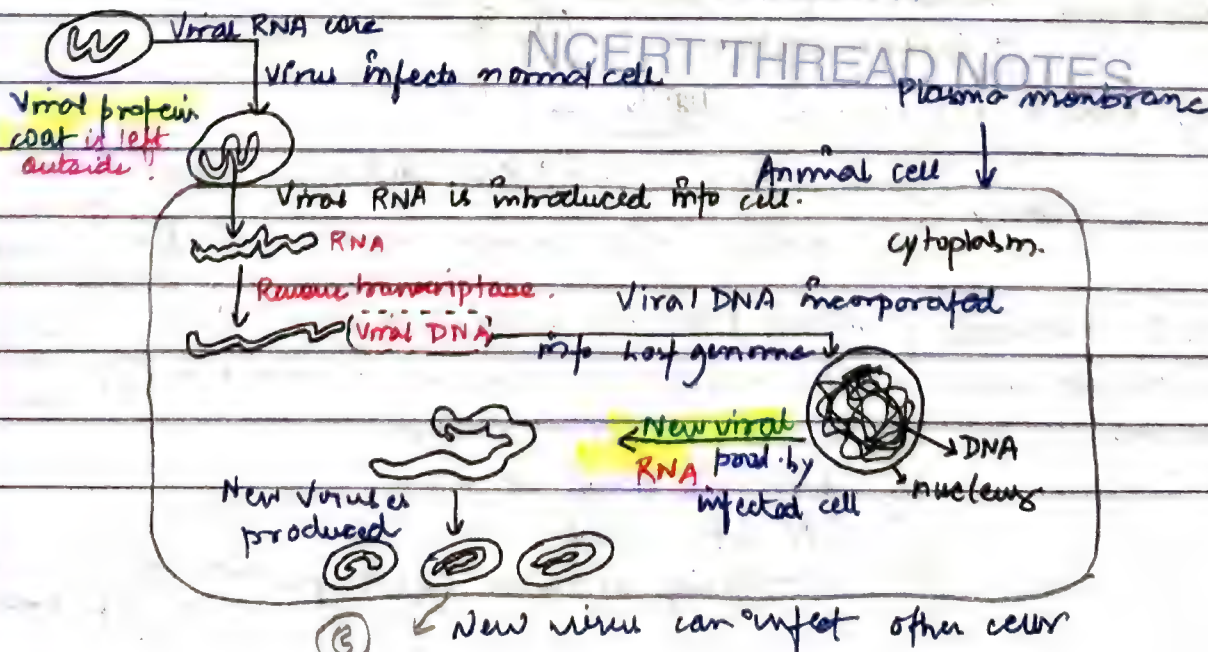 NCERT THREAD NOTES
Viral RNA core
virus infects normal cell
Viral protein
coat is left
outside!
Plasma membrane
Animal cell
Viral RNA is introduced into cell.
RNA
cytoplasm.
Reverse transcriptase.
Viral DNA
Viral DNA incorporated
into host genome
New viral
RNA prod. by
infected cell
DNA
nucleus
New Viruses
produced
New virus can infect other cells